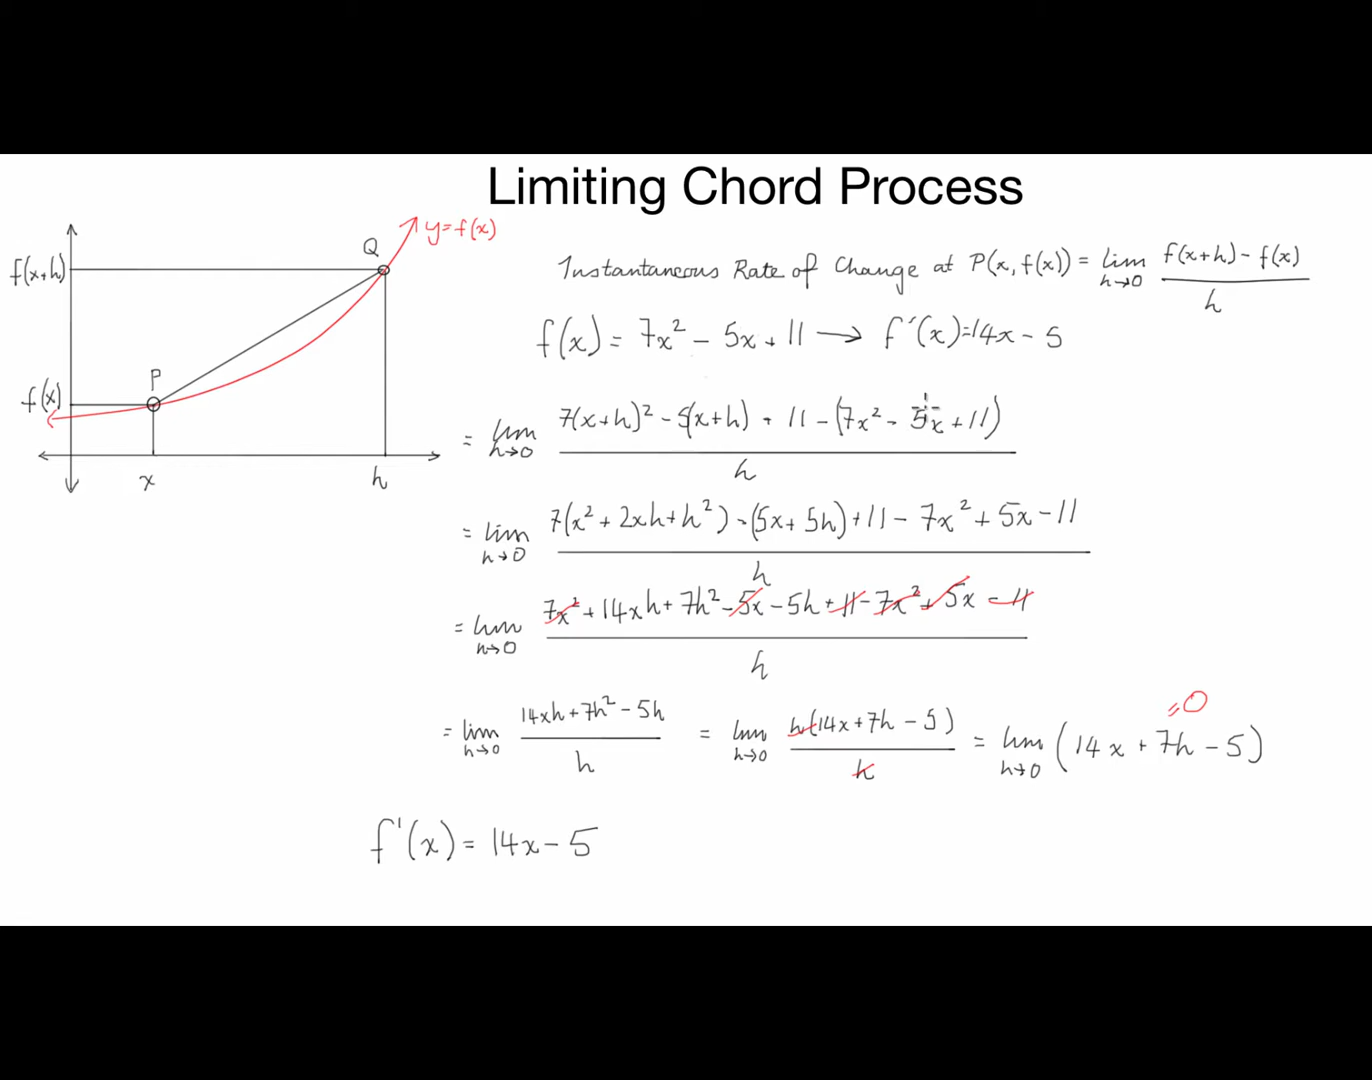 Limiting Chord Process
y=f(x)
Q
f(x+h)
P
f(x)
x
h
Instantaneous Rate of Change at P(x, f(x)) = lim h→0 (f(x+h) - f(x)) / h
f(x) = 7x² - 5x + 11 → f'(x) = 14x - 5
= lim h→0 (7(x+h)² - 5(x+h) + 11 - (7x² - 5x + 11)) / h
= lim h→0 (7(x² + 2xh + h²) - (5x + 5h) + 11 - 7x² + 5x - 11) / h
= lim h→0 (7x² + 14xh + 7h² - 5x - 5h + 11 - 7x² + 5x - 11) / h
= lim h→0 (14xh + 7h² - 5h) / h = lim h→0 h(14x + 7h - 5) / h = lim h→0 (14x + 7h - 5)
=0
f'(x) = 14x - 5